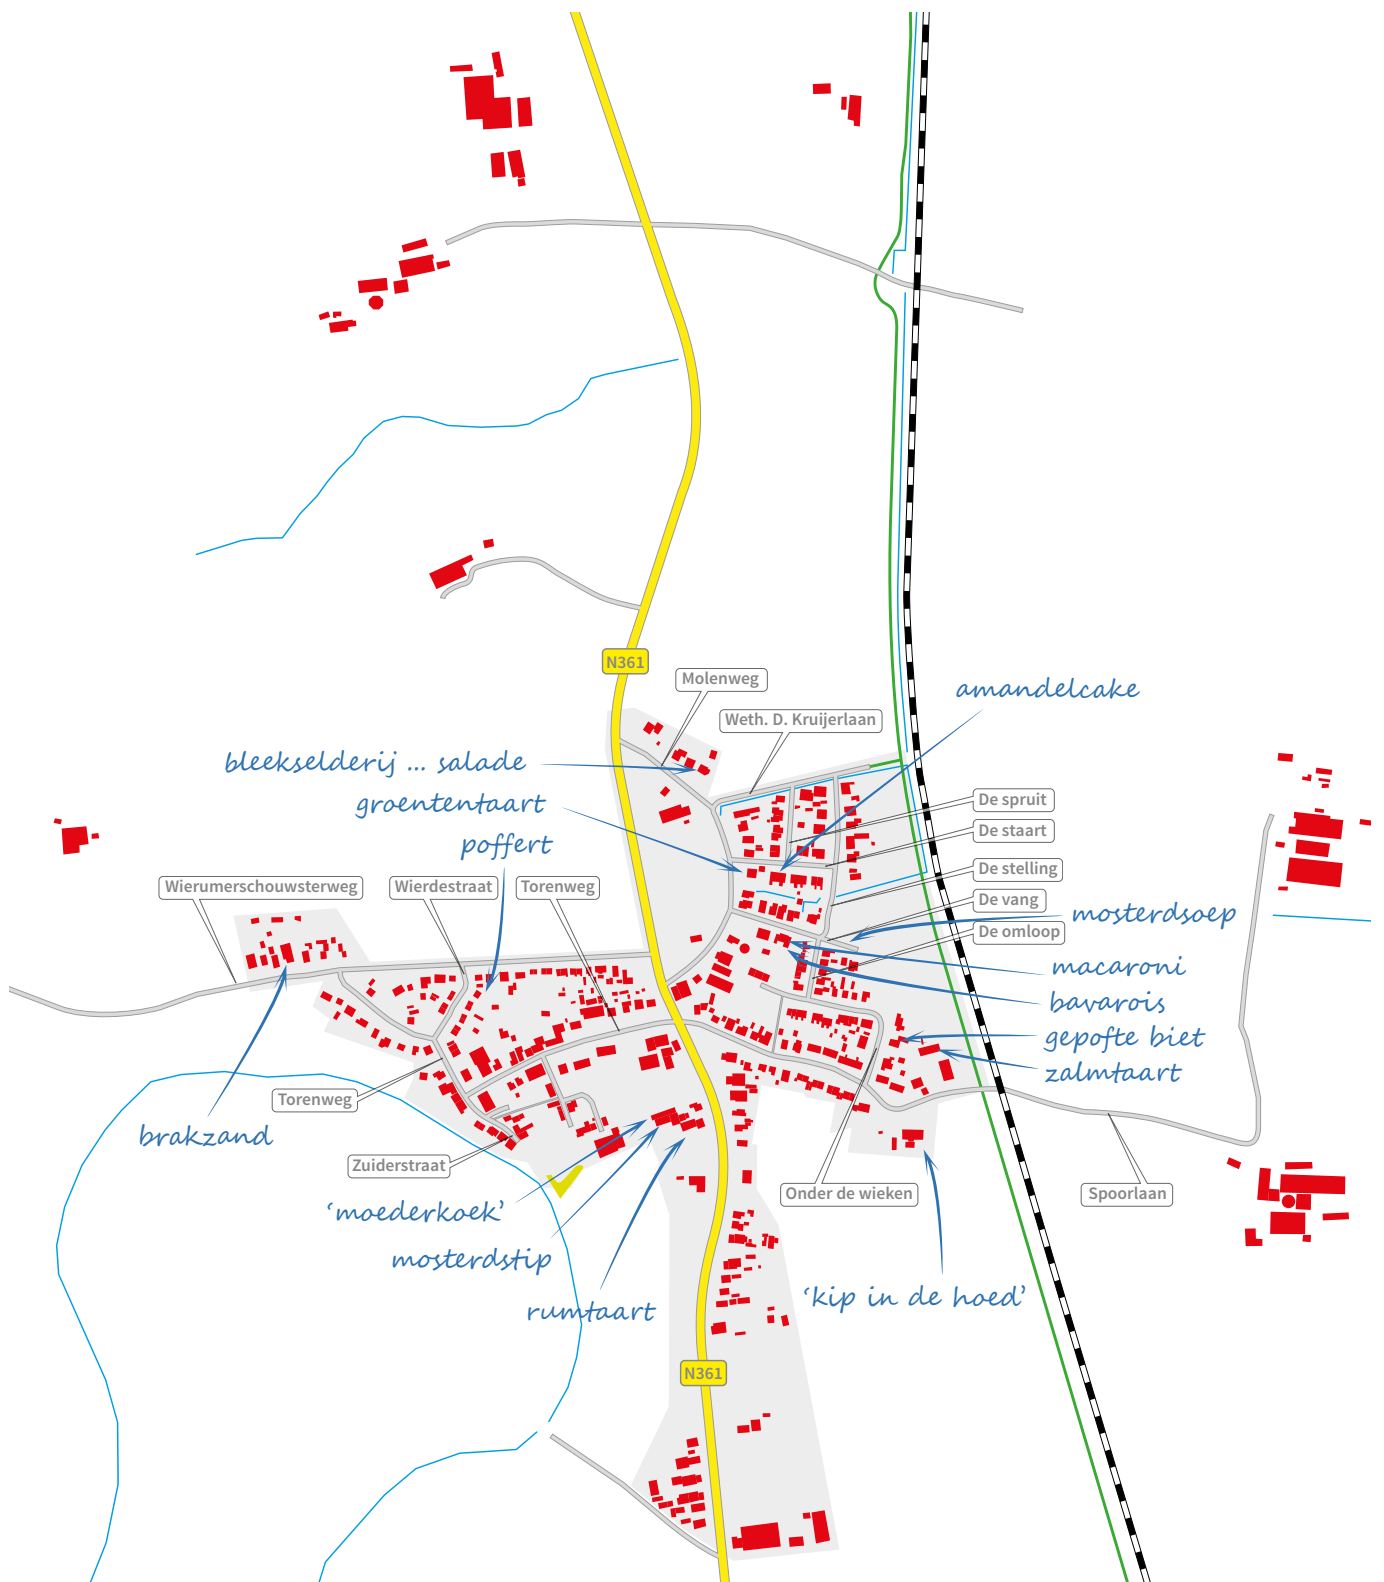 N361
Molenweg
amandelcake
Weth. D. Kruijerlaan
bleekselderij ... salade
groententaart
De spruit
poffert
De staart
De stelling
Wierumerschouwsterweg
Wierdestraat
Torenweg
De vang
mosterdsoep
De omloop
macaroni
bavarois
gepofte biet
zalmtaart
Torenweg
brakzand
Zuiderstraat
Onder de wieken
Spoorlaan
‘moederkoek’
mosterdstip
‘kip in de hoed’
rumtaart
N361